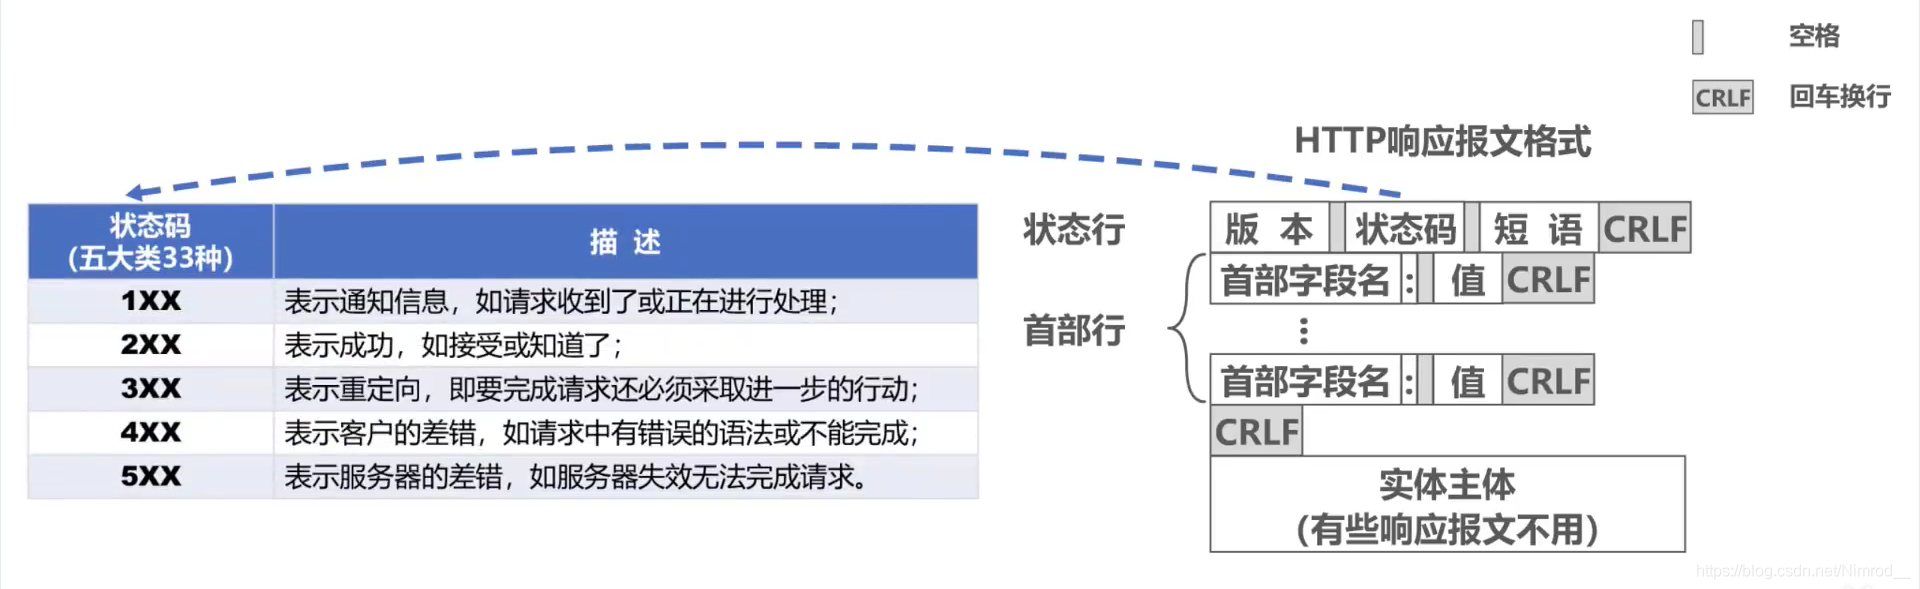 空格
CRLF 回车换行
HTTP响应报文格式
状态码
（五大类33种）
描 述
1XX 表示通知信息，如请求收到了或正在进行处理；
2XX 表示成功，如接受或知道了；
3XX 表示重定向，即要完成请求还必须采取进一步的行动；
4XX 表示客户的差错，如请求中有错误的语法或不能完成；
5XX 表示服务器的差错，如服务器失效无法完成请求。
状态行 版 本 状态码 短 语 CRLF
首部字段名 : 值 CRLF
首部行
⋮
首部字段名 : 值 CRLF
CRLF
实体主体
（有些响应报文不用）
https://blog.csdn.net/Nimrod__